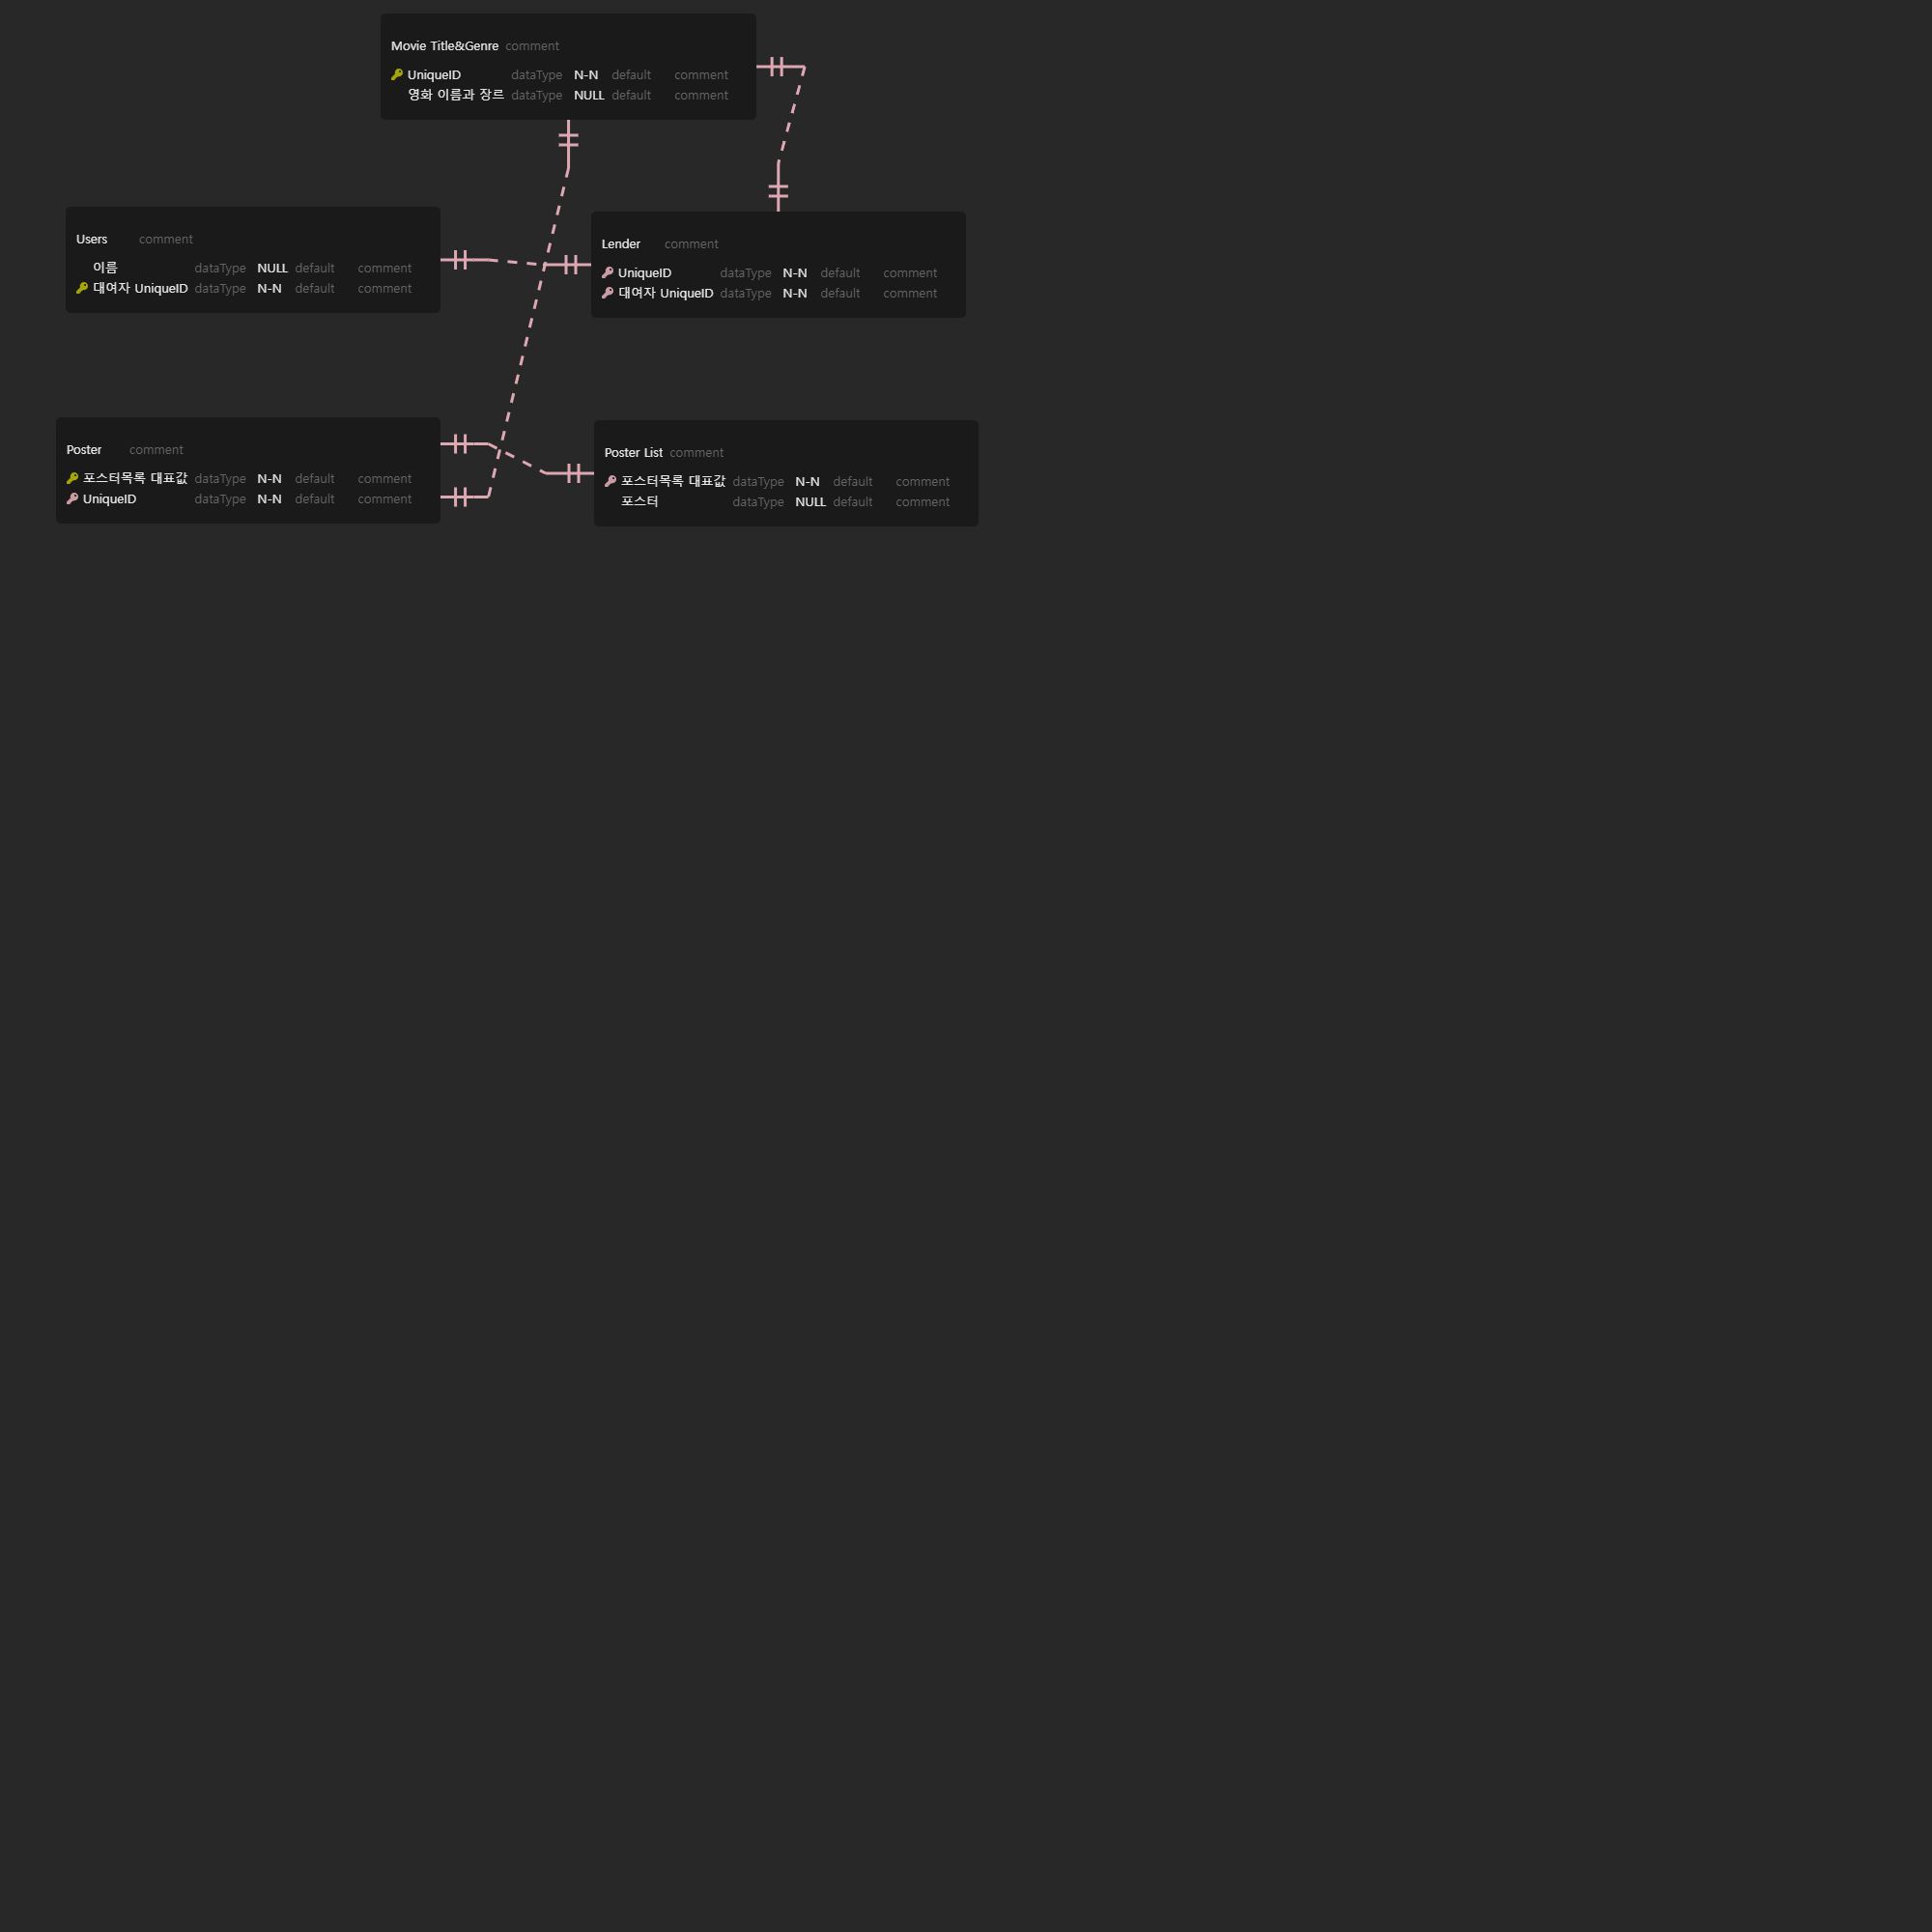 Movie Title&Genre comment
UniqueID dataType N-N default comment
영화 이름과 장르 dataType NULL default comment
Users comment
이름 dataType NULL default comment
대여자 UniqueID dataType N-N default comment
Lender comment
UniqueID dataType N-N default comment
대여자 UniqueID dataType N-N default comment
Poster comment
포스터목록 대표값 dataType N-N default comment
UniqueID dataType N-N default comment
Poster List comment
포스터목록 대표값 dataType N-N default comment
포스터 dataType NULL default comment